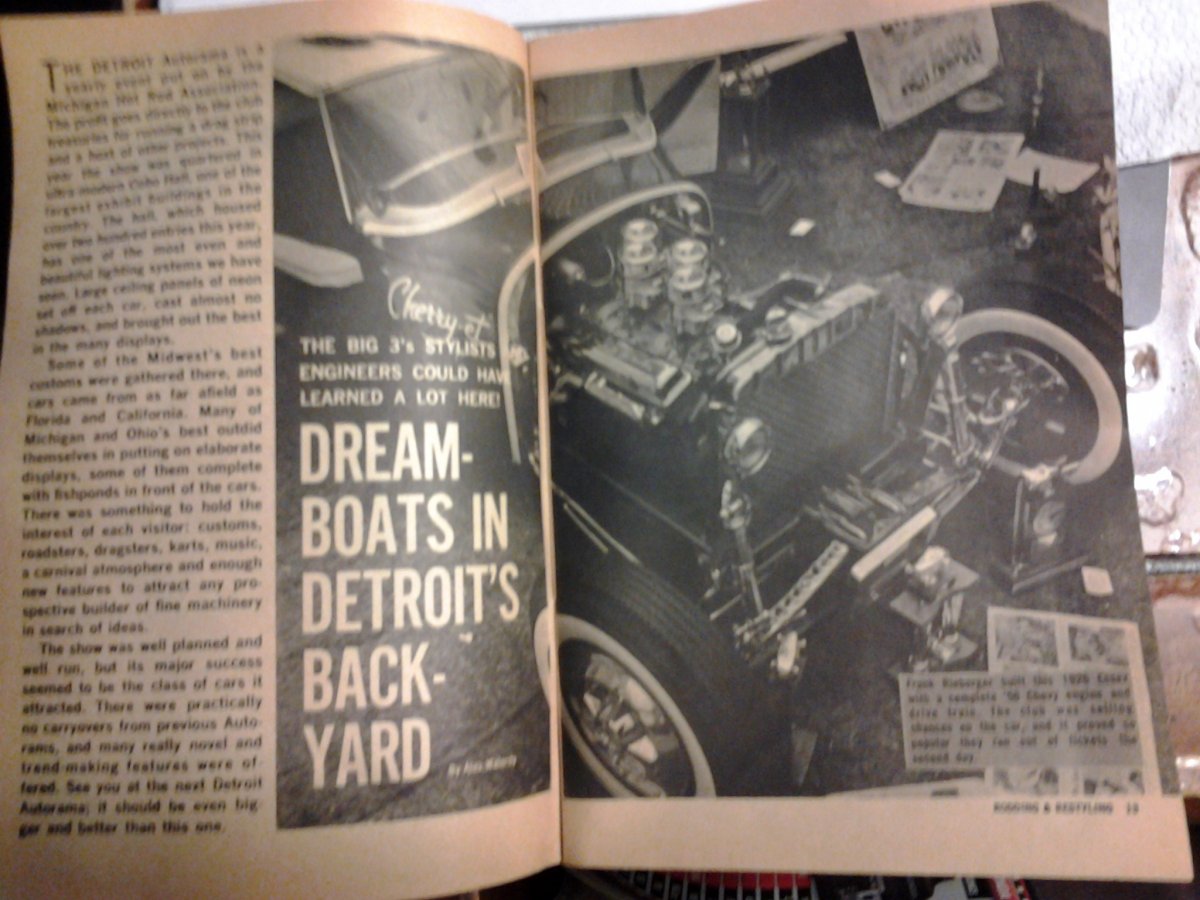 THE DETROIT Autorama is a
yearly event put on by the
Michigan Hot Rod Association.
The profit goes directly to the club
treasuries for running a drag strip
and a host of other projects. This
year the show was quartered in
ultra-modern Cobo Hall, one of the
largest exhibit buildings in the
country. The hall, which housed
over two hundred entries this year,
has one of the most even and
beautiful lighting systems we have
seen. Large ceiling panels of neon
set off each car, cast almost no
shadows, and brought out the best
in the many displays.
Some of the Midwest's best
customs were gathered there, and
cars came from as far afield as
Florida and California. Many of
Michigan and Ohio's best outdid
themselves in putting on elaborate
displays, some of them complete
with fishponds in front of the cars.
There was something to hold the
interest of each visitor: customs,
roadsters, dragsters, karts, music,
a carnival atmosphere and enough
new features to attract any pro-
spective builder of fine machinery
in search of ideas.
The show was well planned and
well run, but its major success
seemed to be the class of cars it
attracted. There were practically
no carryovers from previous Auto-
rams, and many really novel and
trend-making features were of-
fered. See you at the next Detroit
Autorama; it should be even big-
ger and better than this one.
THE BIG 3's STYLISTS
ENGINEERS COULD HAV
LEARNED A LOT HERE!
DREAM-
BOATS IN
DETROIT'S
BACK-
YARD
By
Frank built this Essex
with a complete Chevy engine and
drive train. The club was selling
chances on the car, and it proved so
popular they ran out of tickets the
second day.
RODDING & RESTYLING